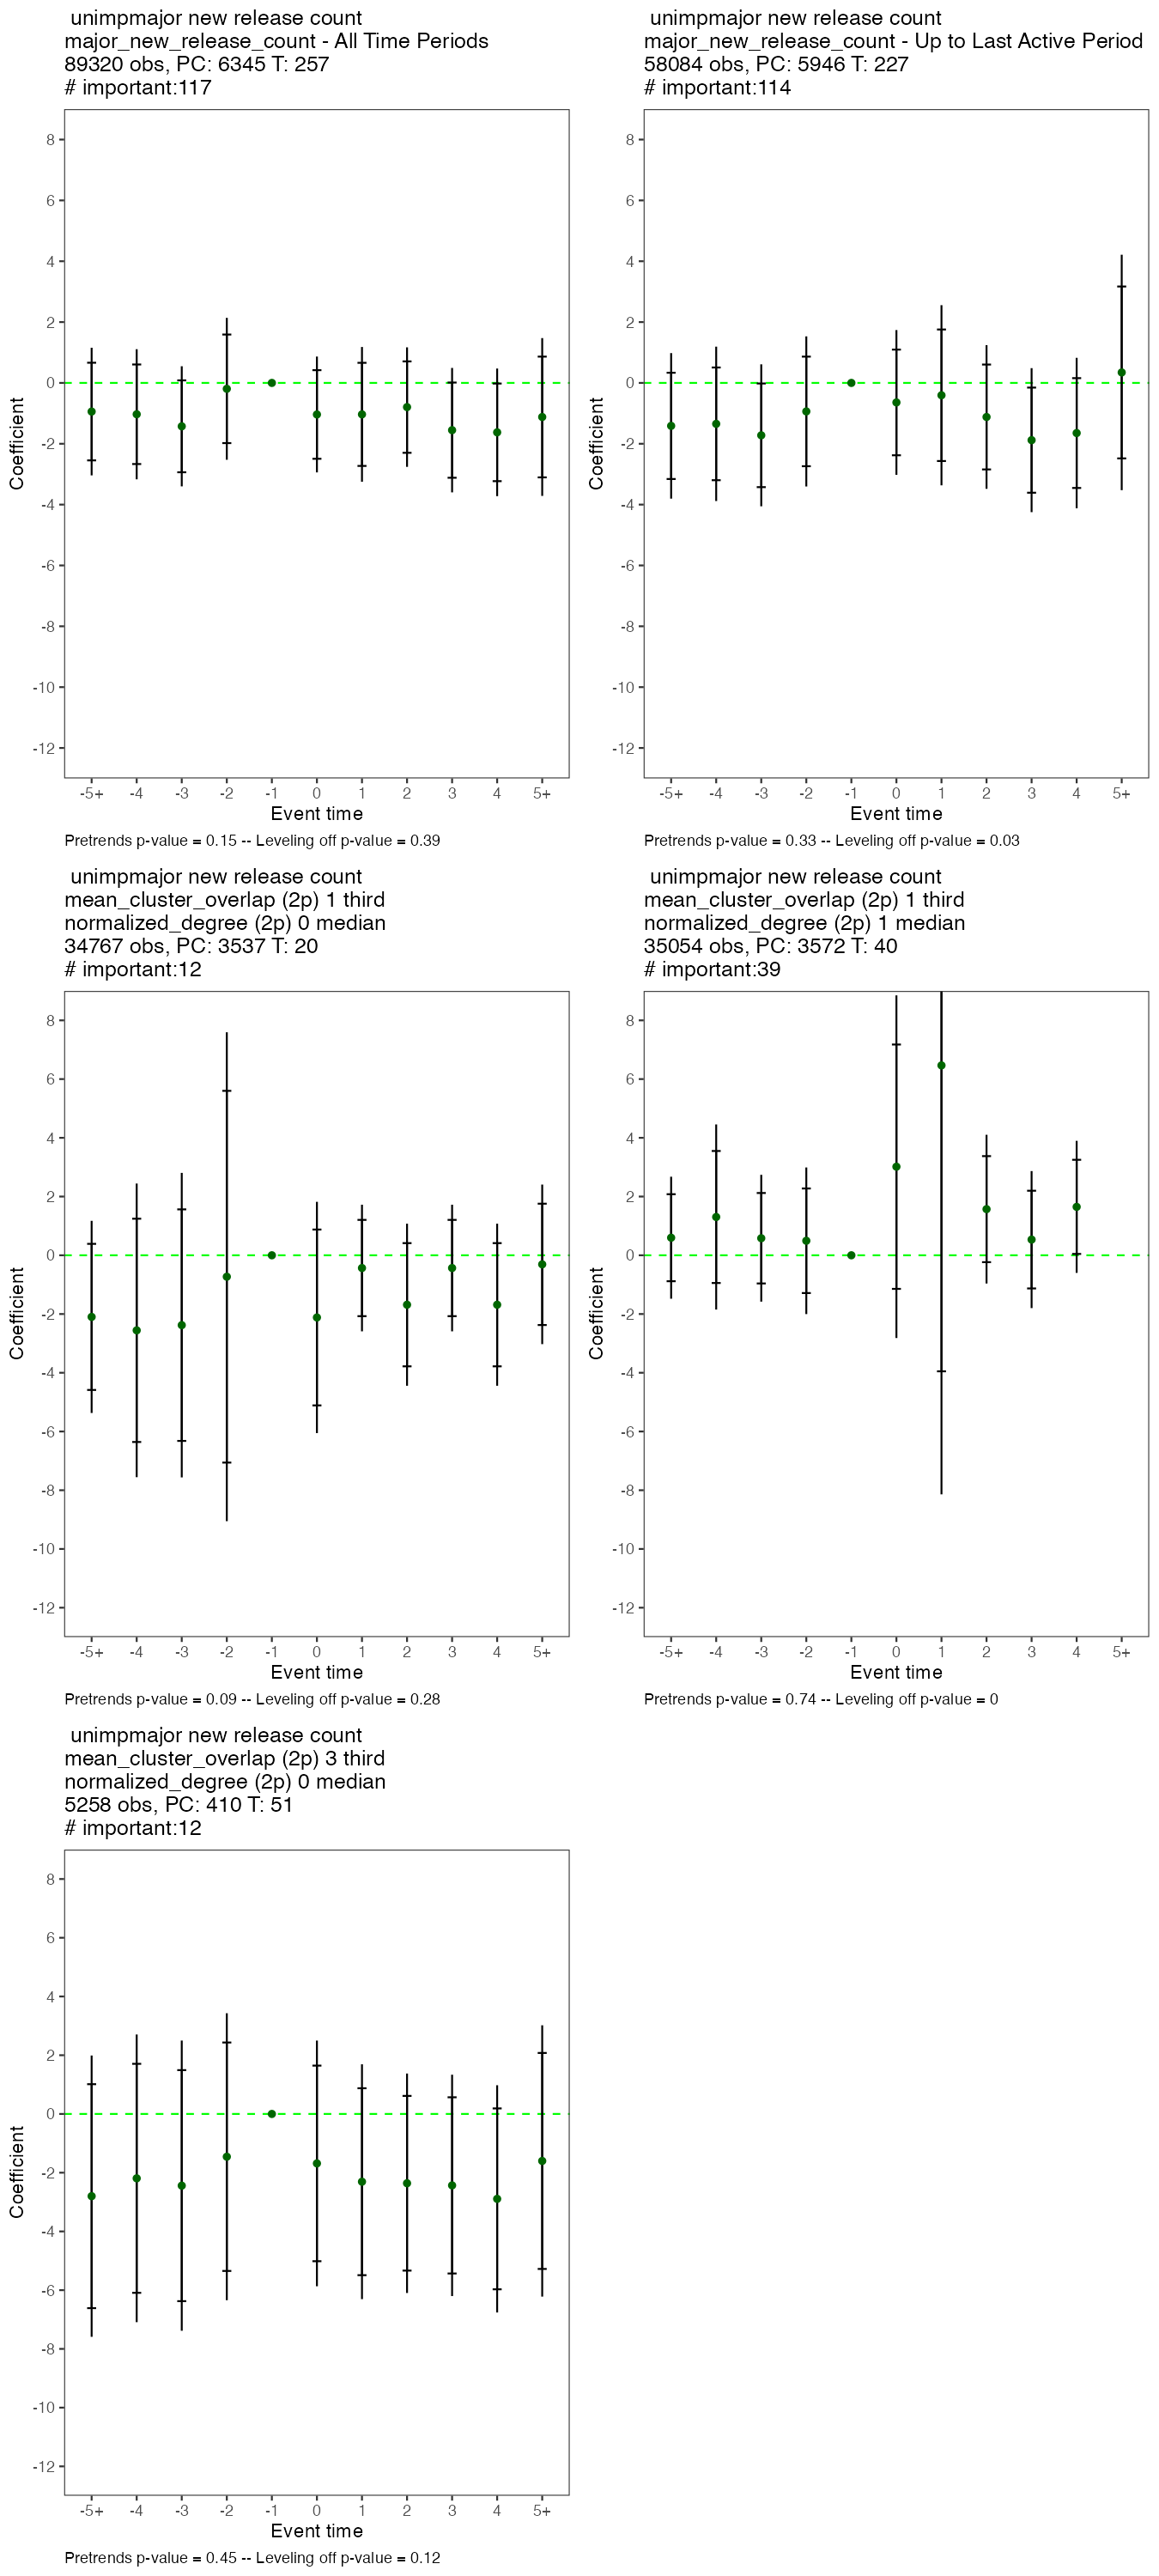 unimpmajor new release count
major_new_release_count - All Time Periods
89320 obs, PC: 6345 T: 257
# important:117
8
6
4
2
0
-2
-4
-6
-8
-10
-12
Coefficient
-5+ -4 -3 -2 -1 0 1 2 3 4 5+
Event time
Pretrends p-value = 0.15 -- Leveling off p-value = 0.39
unimpmajor new release count
major_new_release_count - Up to Last Active Period
58084 obs, PC: 5946 T: 227
# important:114
8
6
4
2
0
-2
-4
-6
-8
-10
-12
Coefficient
-5+ -4 -3 -2 -1 0 1 2 3 4 5+
Event time
Pretrends p-value = 0.33 -- Leveling off p-value = 0.03
unimpmajor new release count
mean_cluster_overlap (2p) 1 third
normalized_degree (2p) 0 median
34767 obs, PC: 3537 T: 20
# important:12
8
6
4
2
0
-2
-4
-6
-8
-10
-12
Coefficient
-5+ -4 -3 -2 -1 0 1 2 3 4 5+
Event time
Pretrends p-value = 0.09 -- Leveling off p-value = 0.28
unimpmajor new release count
mean_cluster_overlap (2p) 1 third
normalized_degree (2p) 1 median
35054 obs, PC: 3572 T: 40
# important:39
8
6
4
2
0
-2
-4
-6
-8
-10
-12
Coefficient
-5+ -4 -3 -2 -1 0 1 2 3 4 5+
Event time
Pretrends p-value = 0.74 -- Leveling off p-value = 0
unimpmajor new release count
mean_cluster_overlap (2p) 3 third
normalized_degree (2p) 0 median
5258 obs, PC: 410 T: 51
# important:12
8
6
4
2
0
-2
-4
-6
-8
-10
-12
Coefficient
-5+ -4 -3 -2 -1 0 1 2 3 4 5+
Event time
Pretrends p-value = 0.45 -- Leveling off p-value = 0.12